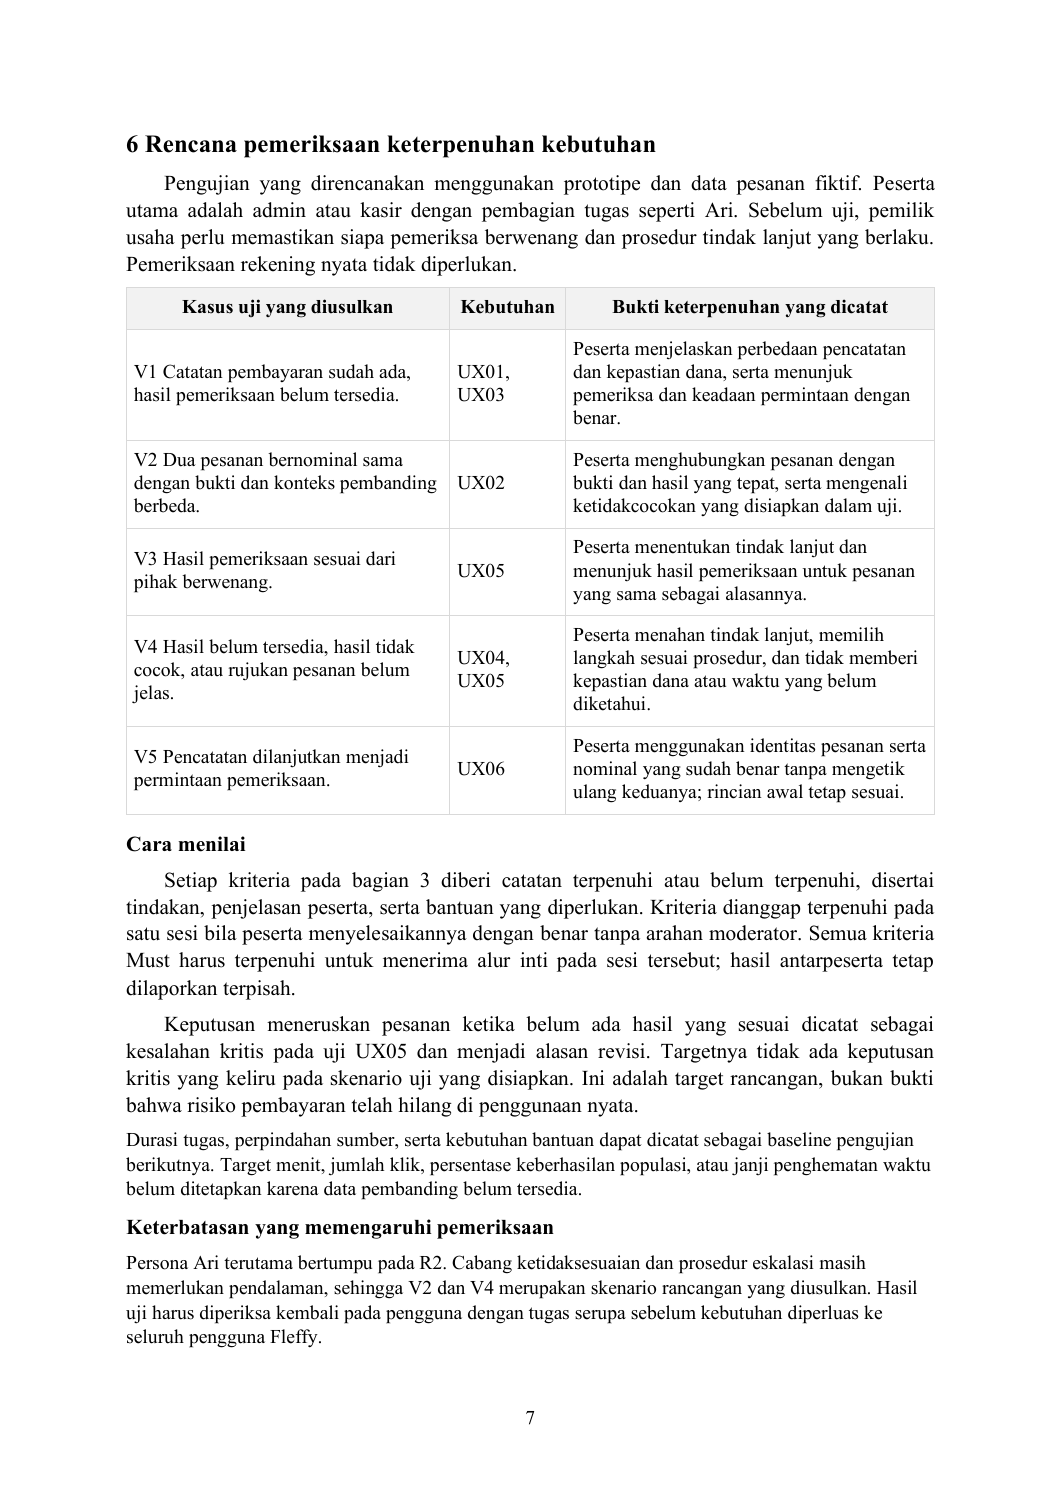 6 Rencana pemeriksaan keterpenuhan kebutuhan
Pengujian yang direncanakan menggunakan prototipe dan data pesanan fiktif. Peserta
utama adalah admin atau kasir dengan pembagian tugas seperti Ari. Sebelum uji, pemilik
usaha perlu memastikan siapa pemeriksa berwenang dan prosedur tindak lanjut yang berlaku.
Pemeriksaan rekening nyata tidak diperlukan.
Kasus uji yang diusulkan
Kebutuhan
Bukti keterpenuhan yang dicatat
V1 Catatan pembayaran sudah ada,
hasil pemeriksaan belum tersedia.
UX01,
UX03
Peserta menjelaskan perbedaan pencatatan
dan kepastian dana, serta menunjuk
pemeriksa dan keadaan permintaan dengan
benar.
V2 Dua pesanan bernominal sama
dengan bukti dan konteks pembanding
berbeda.
UX02
Peserta menghubungkan pesanan dengan
bukti dan hasil yang tepat, serta mengenali
ketidakcocokan yang disiapkan dalam uji.
V3 Hasil pemeriksaan sesuai dari
pihak berwenang.
UX05
Peserta menentukan tindak lanjut dan
menunjuk hasil pemeriksaan untuk pesanan
yang sama sebagai alasannya.
V4 Hasil belum tersedia, hasil tidak
cocok, atau rujukan pesanan belum
jelas.
UX04,
UX05
Peserta menahan tindak lanjut, memilih
langkah sesuai prosedur, dan tidak memberi
kepastian dana atau waktu yang belum
diketahui.
V5 Pencatatan dilanjutkan menjadi
permintaan pemeriksaan.
UX06
Peserta menggunakan identitas pesanan serta
nominal yang sudah benar tanpa mengetik
ulang keduanya; rincian awal tetap sesuai.
Cara menilai
Setiap kriteria pada bagian 3 diberi catatan terpenuhi atau belum terpenuhi, disertai
tindakan, penjelasan peserta, serta bantuan yang diperlukan. Kriteria dianggap terpenuhi pada
satu sesi bila peserta menyelesaikannya dengan benar tanpa arahan moderator. Semua kriteria
Must harus terpenuhi untuk menerima alur inti pada sesi tersebut; hasil antarpeserta tetap
dilaporkan terpisah.
Keputusan meneruskan pesanan ketika belum ada hasil yang sesuai dicatat sebagai
kesalahan kritis pada uji UX05 dan menjadi alasan revisi. Targetnya tidak ada keputusan
kritis yang keliru pada skenario uji yang disiapkan. Ini adalah target rancangan, bukan bukti
bahwa risiko pembayaran telah hilang di penggunaan nyata.
Durasi tugas, perpindahan sumber, serta kebutuhan bantuan dapat dicatat sebagai baseline pengujian
berikutnya. Target menit, jumlah klik, persentase keberhasilan populasi, atau janji penghematan waktu
belum ditetapkan karena data pembanding belum tersedia.
Keterbatasan yang memengaruhi pemeriksaan
Persona Ari terutama bertumpu pada R2. Cabang ketidaksesuaian dan prosedur eskalasi masih
memerlukan pendalaman, sehingga V2 dan V4 merupakan skenario rancangan yang diusulkan. Hasil
uji harus diperiksa kembali pada pengguna dengan tugas serupa sebelum kebutuhan diperluas ke
seluruh pengguna Fleffy.
7